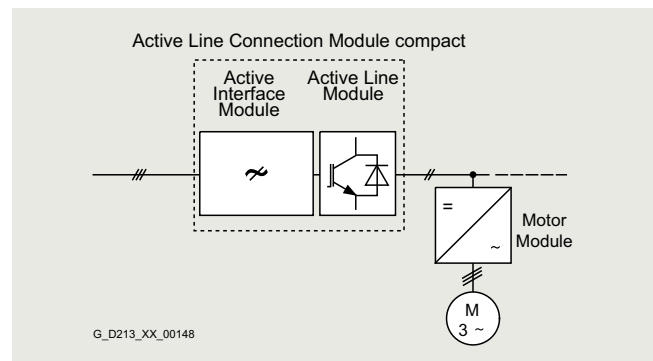 Active Line Connection Module compact
Active
Interface
Module
Active Line
Module
=
~
Motor
Module
M
3 ~
G_D213_XX_00148